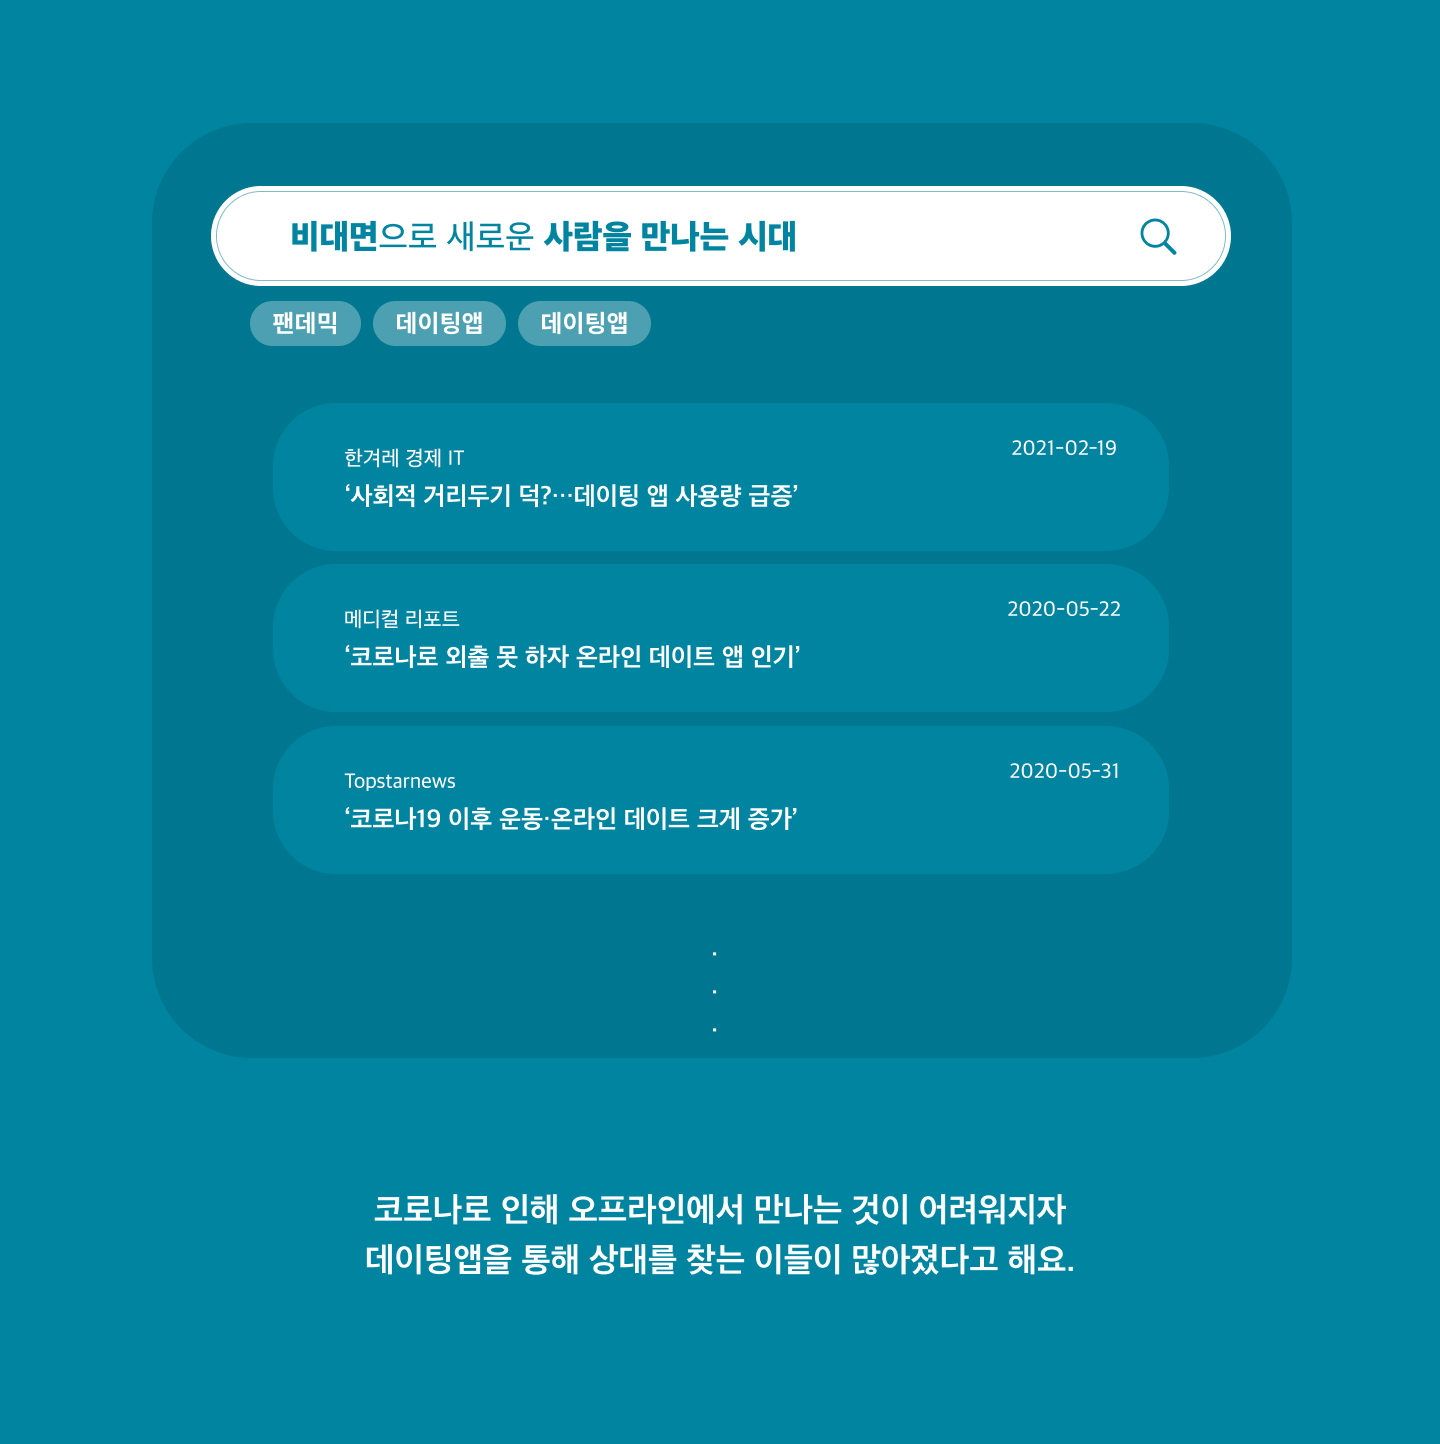 비대면으로 새로운 사람을 만나는 시대
팬데믹 데이팅앱 데이팅앱
2021-02-19
한겨레 경제 IT
‘사회적 거리두기 덕?…데이팅 앱 사용량 급증’
2020-05-22
메디컬 리포트
‘코로나로 외출 못 하자 온라인 데이트 앱 인기’
2020-05-31
Topstarnews
‘코로나19 이후 운동·온라인 데이트 크게 증가’
.
.
.
코로나로 인해 오프라인에서 만나는 것이 어려워지자
데이팅앱을 통해 상대를 찾는 이들이 많아졌다고 해요.